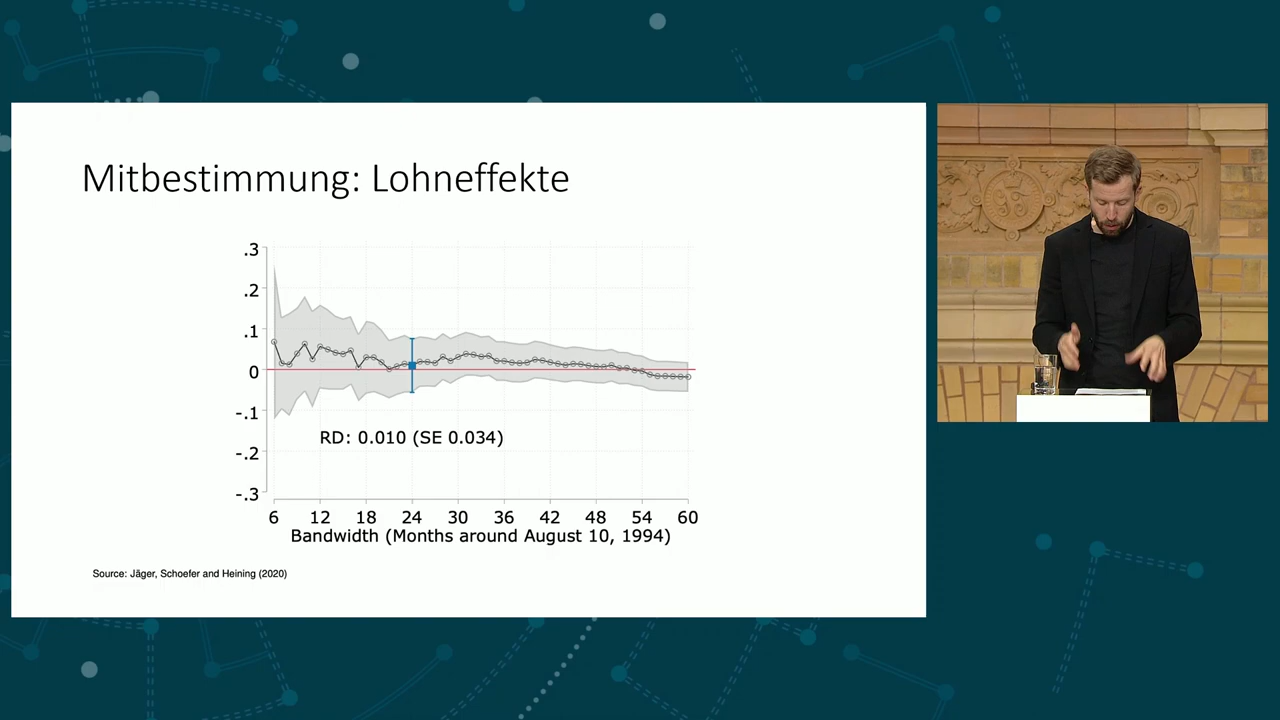 Mitbestimmung: Lohneffekte
.3
.2
.1
0
-.1
-.2
-.3
RD: 0.010 (SE 0.034)
6 12 18 24 30 36 42 48 54 60
Bandwidth (Months around August 10, 1994)
Source: Jäger, Schoefer and Heining (2020)